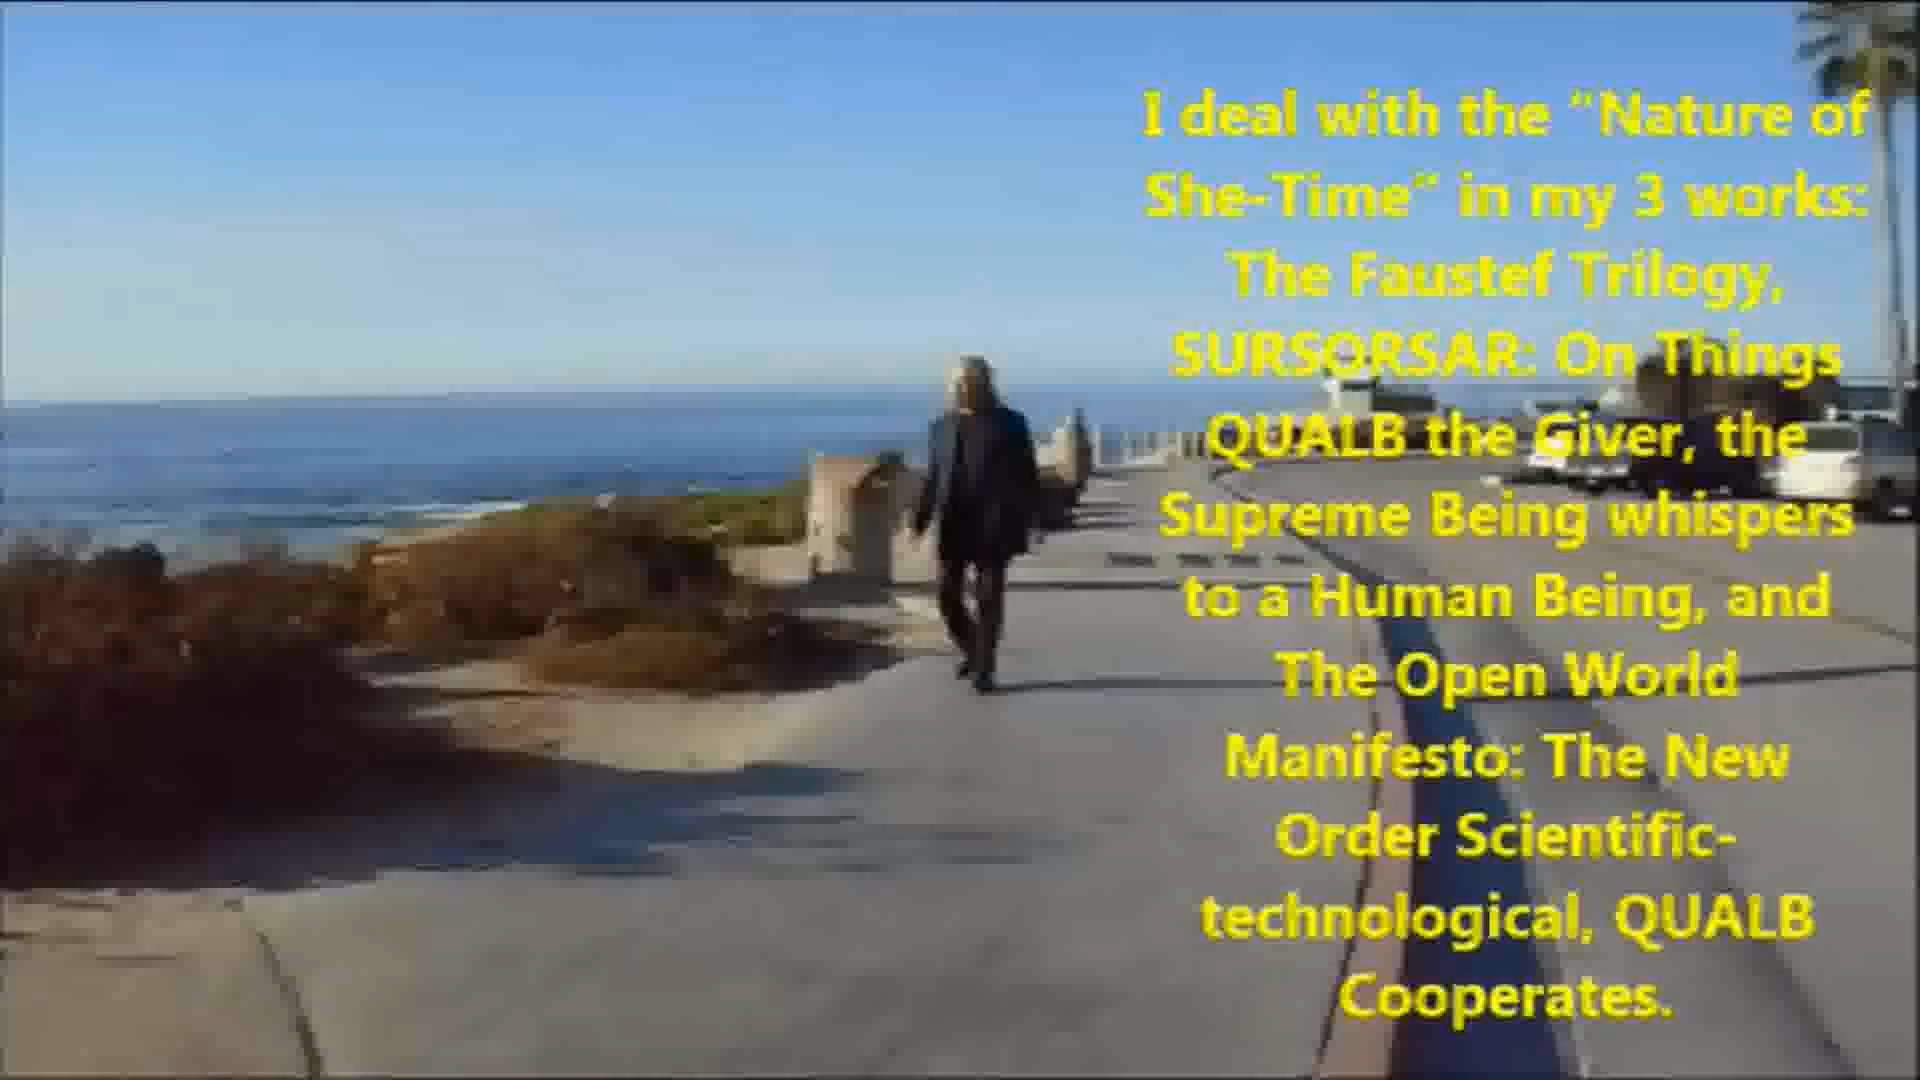 I deal with the “Nature of
She-Time” in my 3 works:
The Faustef Trilogy,
SURSORSAR: On Things
QUALB the Giver, the
Supreme Being whispers
to a Human Being, and
The Open World
Manifesto: The New
Order Scientific-
technological, QUALB
Cooperates.